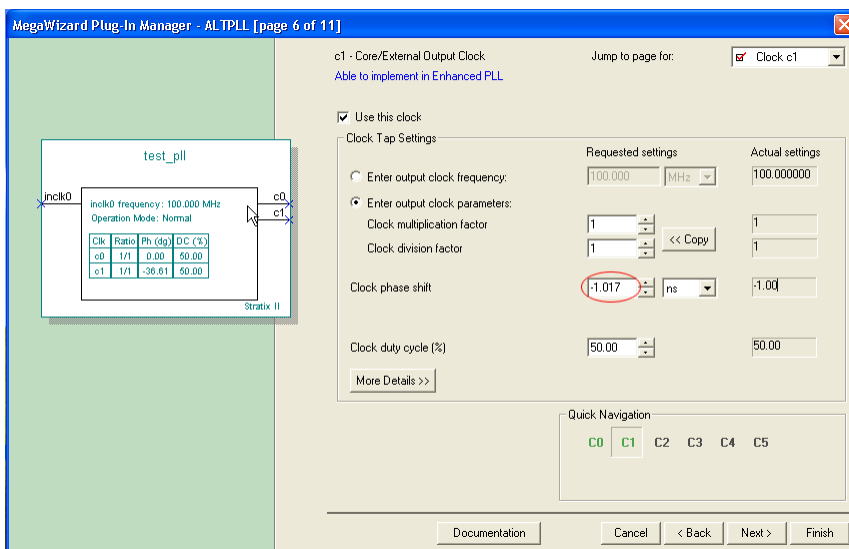 MegaWizard Plug-In Manager - ALTPLL [page 6 of 11]
c1 - Core/External Output Clock
Jump to page for:
Clock c1
Able to implement in Enhanced PLL
Use this clock
Clock Tap Settings
Requested settings
Actual settings
Enter output clock frequency:
100.000
MHz
100.000000
Enter output clock parameters:
Clock multiplication factor
1
1
<< Copy
Clock division factor
1
1
Clock phase shift
-1.017
ns
-1.00
Clock duty cycle (%)
50.00
50.00
More Details >>
test_pll
inclk0
c0
c1
inclk0 frequency: 100.000 MHz
Operation Mode: Normal
Clk Ratio Ph (dg) DC (%)
c0 1/1 0.00 50.00
c1 1/1 -36.61 50.00
Stratix II
Quick Navigation
C0 C1 C2 C3 C4 C5
Documentation
Cancel
< Back
Next >
Finish